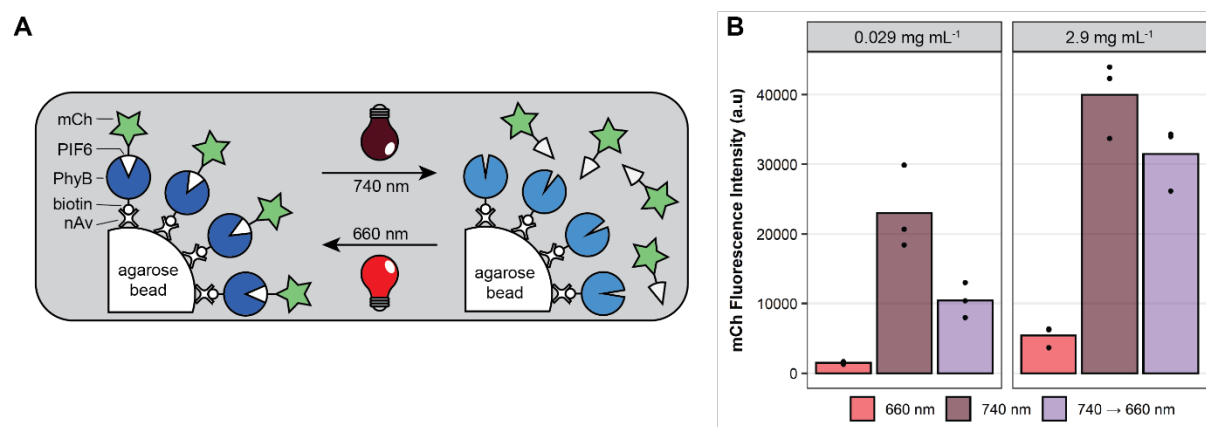 A
mCh
PIF6
PhyB
biotin
nAv
agarose
bead
740 nm
660 nm
agarose
bead
B
0.029 mg mL⁻¹
2.9 mg mL⁻¹
mCh Fluorescence Intensity (a.u)
40000
30000
20000
10000
0
660 nm
740 nm
740 → 660 nm